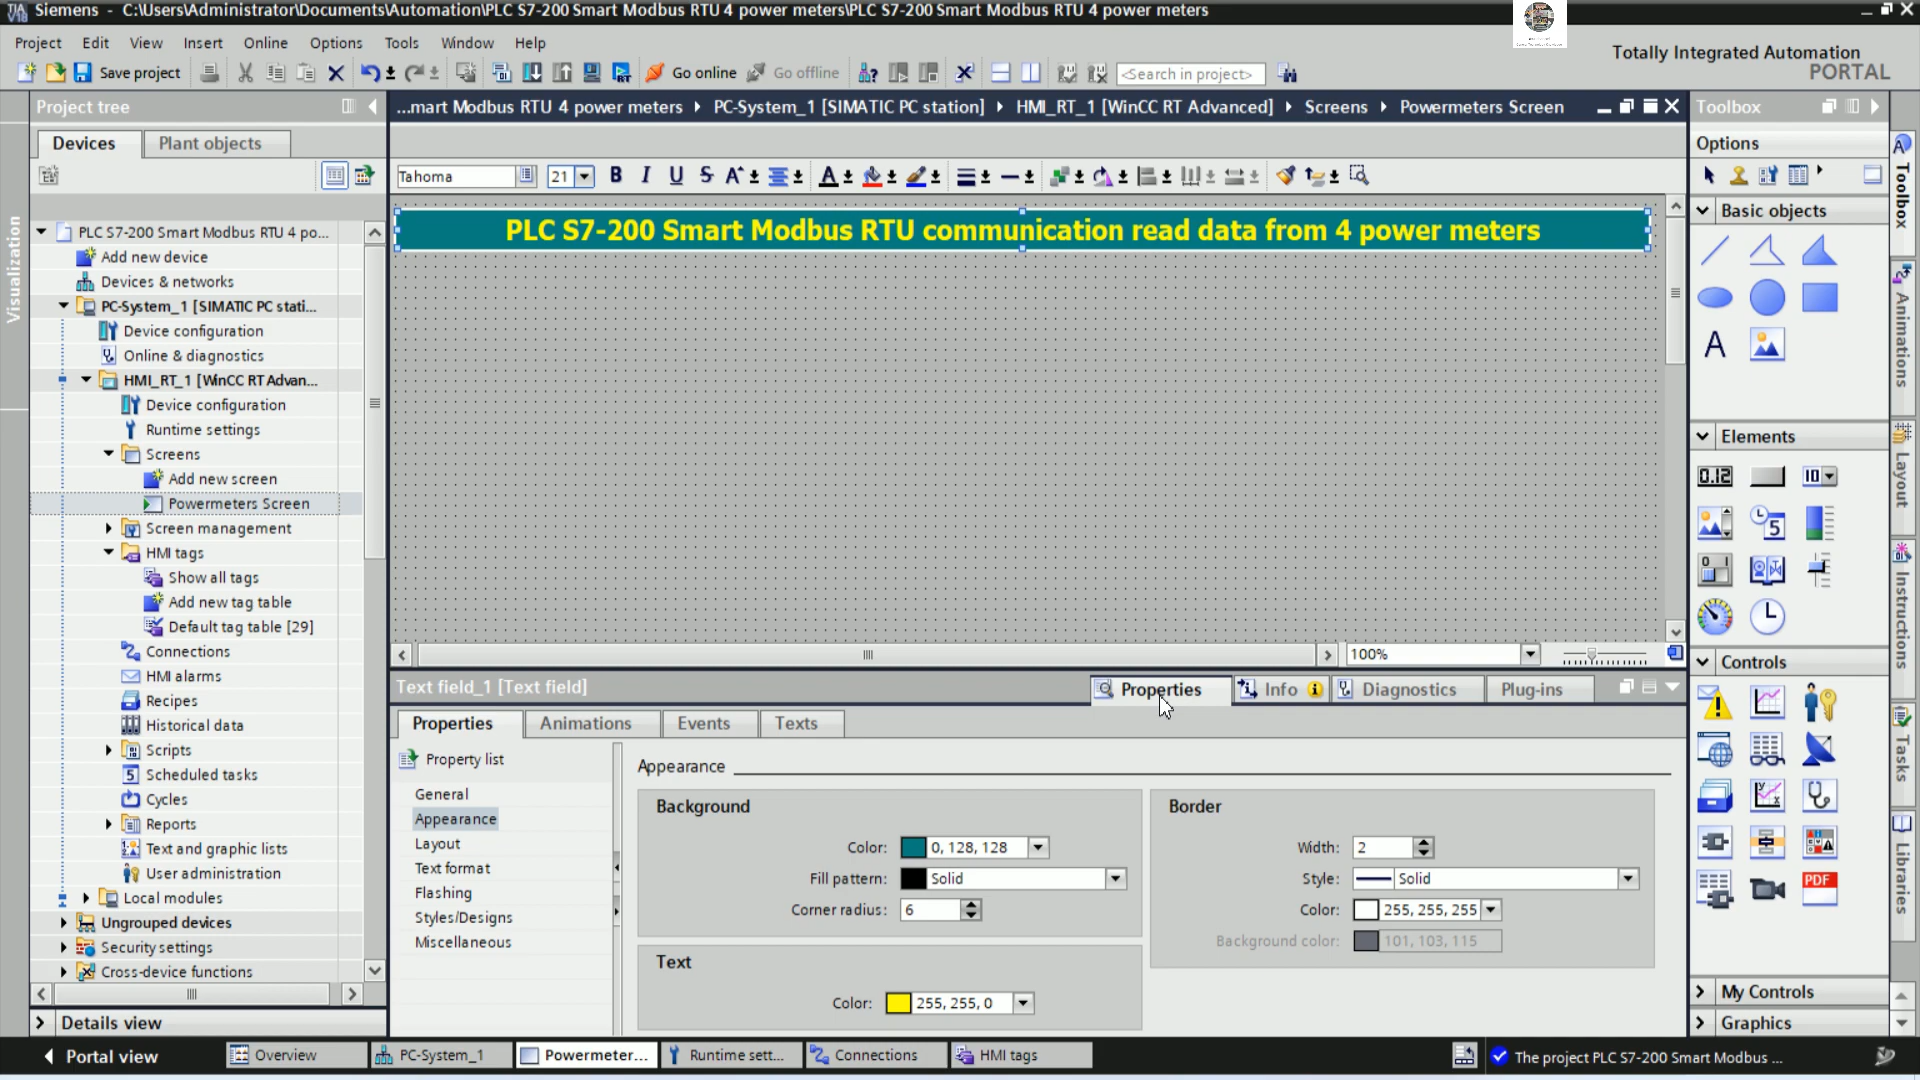 TIA V18 Siemens - C:\Users\Administrator\Documents\Automation\PLC S7-200 Smart Modbus RTU 4 power meters\PLC S7-200 Smart Modbus RTU 4 power meters
Project Edit View Insert Online Options Tools Window Help
Totally Integrated Automation
PORTAL
Save project
Go online
Go offline
<Search in project>
Project tree
...mart Modbus RTU 4 power meters PC-System_1 [SIMATIC PC station] HMI_RT_1 [WinCC RT Advanced] Screens Powermeters Screen
Toolbox
Devices
Plant objects
Options
Tahoma
21
B I U S A
Visualization
PLC S7-200 Smart Modbus RTU 4 po...
Add new device
Devices & networks
PC-System_1 [SIMATIC PC stati...
Device configuration
Online & diagnostics
HMI_RT_1 [WinCC RT Advan...
Device configuration
Runtime settings
Screens
Add new screen
Powermeters Screen
Screen management
HMI tags
Show all tags
Add new tag table
Default tag table [29]
Connections
HMI alarms
Recipes
Historical data
Scripts
Scheduled tasks
Cycles
Reports
Text and graphic lists
User administration
Local modules
Ungrouped devices
Security settings
Cross-device functions
Details view
PLC S7-200 Smart Modbus RTU communication read data from 4 power meters
100%
Text field_1 [Text field]
Properties
Info
Diagnostics
Plug-ins
Properties
Animations
Events
Texts
Property list
General
Appearance
Layout
Text format
Flashing
Styles/Designs
Miscellaneous
Appearance
Background
Color: 0, 128, 128
Fill pattern: Solid
Corner radius: 6
Text
Color: 255, 255, 0
Border
Width: 2
Style: Solid
Color: 255, 255, 255
Background color: 101, 103, 115
Basic objects
A
Elements
0.12
10
5
0 1
Controls
PDF
My Controls
Graphics
Toolbox
Animations
Layout
Instructions
Tasks
Libraries
Portal view
Overview
PC-System_1
Powermeter...
Runtime sett...
Connections
HMI tags
The project PLC S7-200 Smart Modbus ...